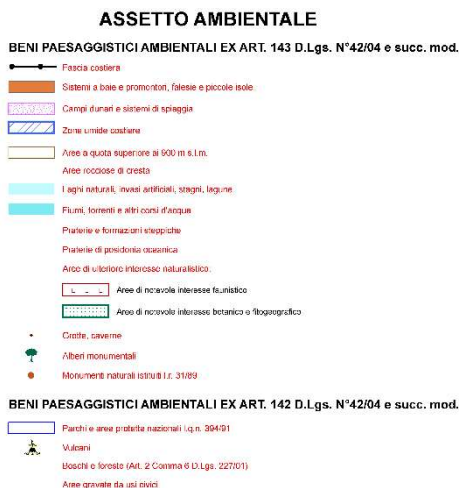 ASSETTO AMBIENTALE
BENI PAESAGGISTICI AMBIENTALI EX ART. 143 D.Lgs. N°42/04 e succ. mod.
Fascia costiera
Sistemi a baie e promontori, falesie e piccole isole
Campi dunari e sistemi di spiaggia
Zone umide costiere
Aree a quota superiore ai 900 m s.l.m.
Aree rocciose di cresta
Laghi naturali, invasi artificiali, stagni, lagune
Fiumi, torrenti e altri corsi d'acqua
Praterie e formazioni steppiche
Praterie di posidonia oceanica
Aree di ulteriore interesse naturalistico:
Aree di notevole interesse faunistico
Aree di notevole interesse botanico e fitogeografico
Grotte, caverne
Alberi monumentali
Monumenti naturali istituiti l.r. 31/89
BENI PAESAGGISTICI AMBIENTALI EX ART. 142 D.Lgs. N°42/04 e succ. mod.
Parchi e aree protette nazionali l.q.n. 394/91
Vulcani
Boschi e foreste (Art. 2 Comma 6 D.Lgs. 227/01)
Aree gravate da usi civici